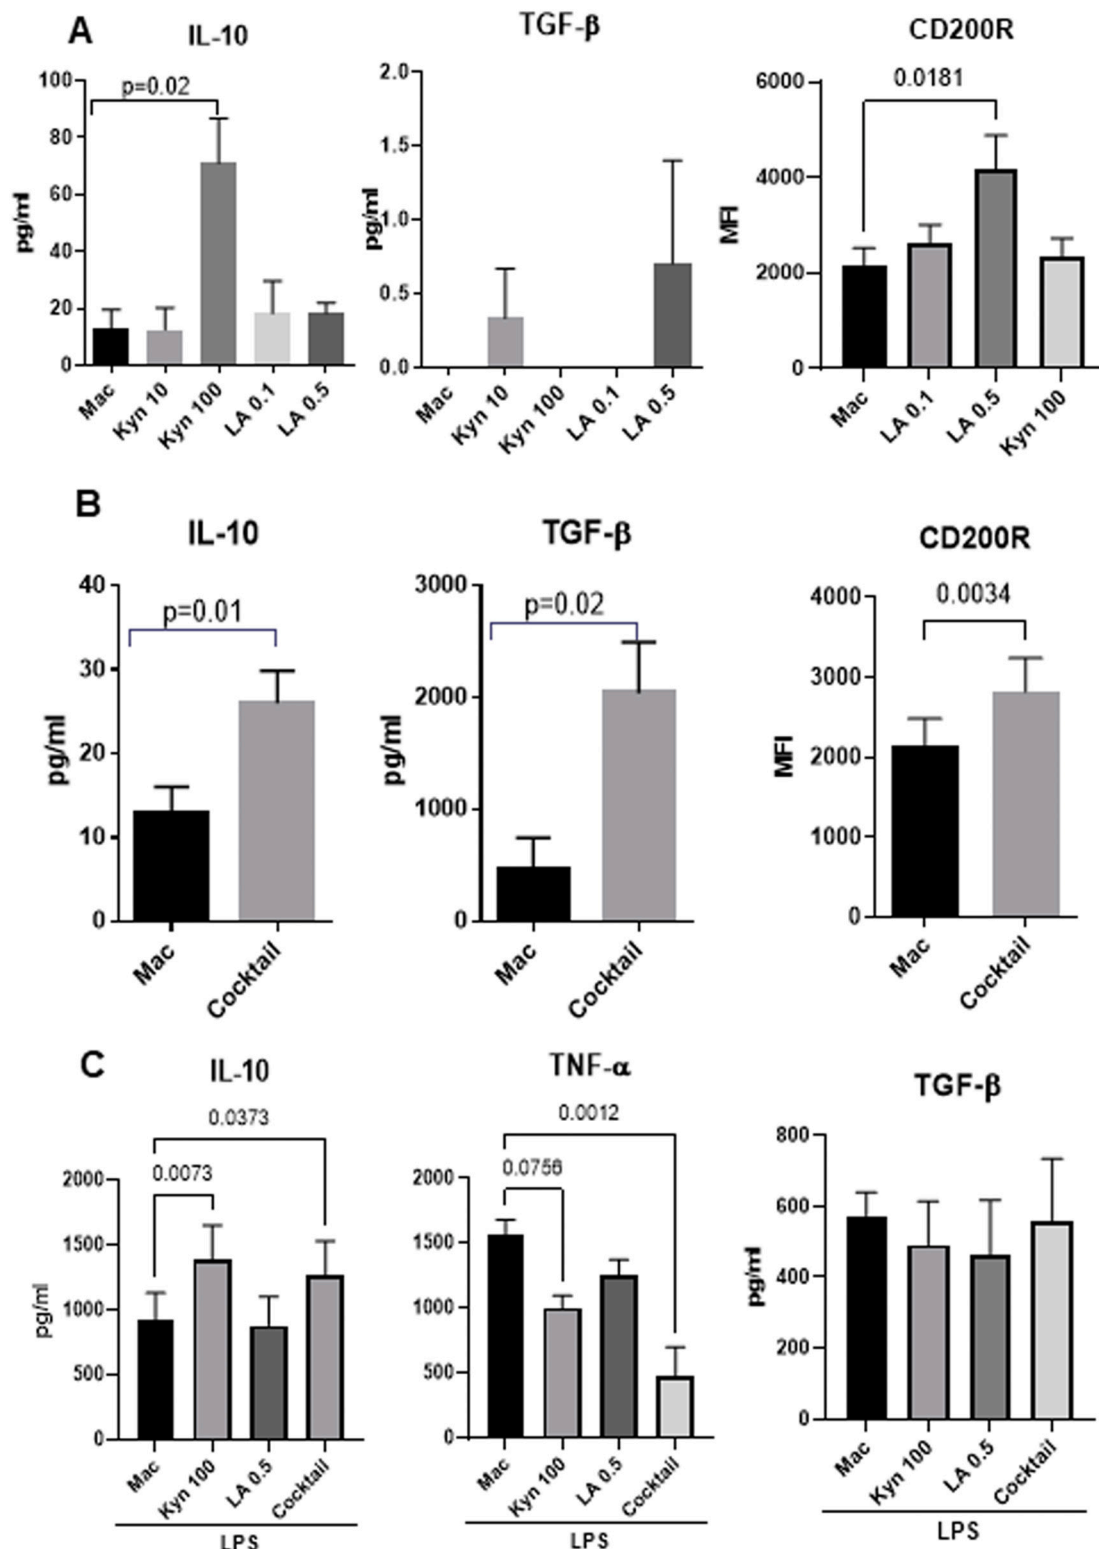 A
IL-10
TGF-β
CD200R
p=0.02
0.0181
100
80
60
40
20
0
pg/ml
2.0
1.5
1.0
0.5
0.0
pg/ml
6000
4000
2000
0
MFI
Mac
Kyn 10
Kyn 100
LA 0.1
LA 0.5
Mac
Kyn 10
Kyn 100
LA 0.1
LA 0.5
Mac
LA 0.1
LA 0.5
Kyn 100
B
IL-10
TGF-β
CD200R
p=0.01
p=0.02
0.0034
40
30
20
10
0
pg/ml
3000
2000
1000
0
pg/ml
4000
3000
2000
1000
0
MFI
Mac
Cocktail
Mac
Cocktail
Mac
Cocktail
C
IL-10
TNF-α
TGF-β
0.0373
0.0073
0.0012
0.0756
2000
1500
1000
500
0
pg/ml
2000
1500
1000
500
0
800
600
400
200
0
pg/ml
Mac
Kyn 100
LA 0.5
Cocktail
LPS
Mac
Kyn 100
LA 0.5
Cocktail
LPS
Mac
Kyn 100
LA 0.5
Cocktail
LPS